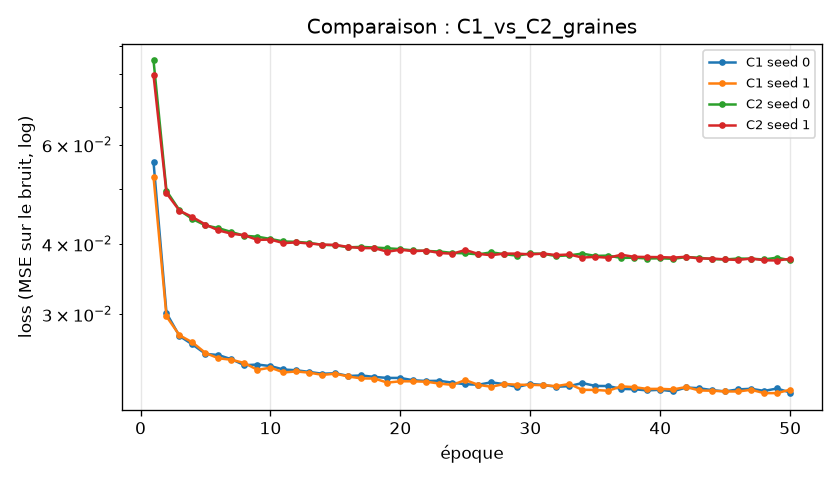 Comparaison : C1_vs_C2_graines
C1 seed 0
C1 seed 1
C2 seed 0
C2 seed 1
6 × 10⁻²
4 × 10⁻²
3 × 10⁻²
loss (MSE sur le bruit, log)
0 10 20 30 40 50
époque